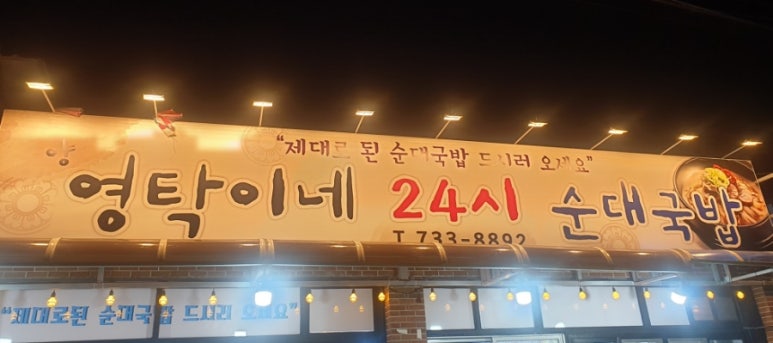 "제대로 된 순대국밥 드시러 오세요"
영탁이네 24시 순대국밥
T.733-8892
"제대로된 순대국밥 드시러 오세요"